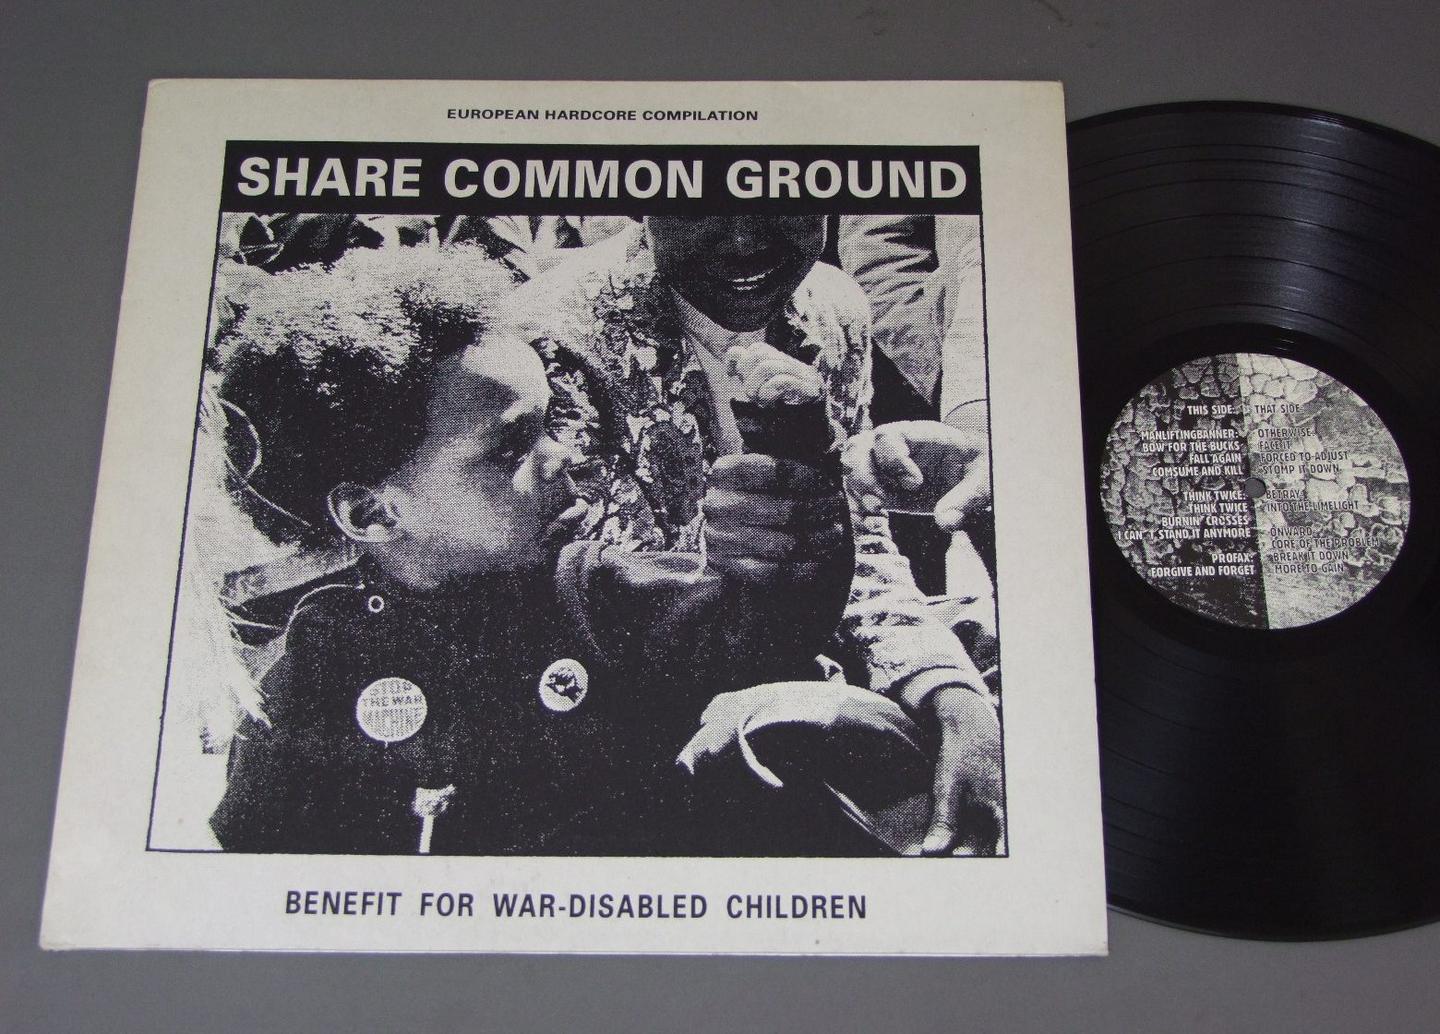 EUROPEAN HARDCORE COMPILATION
SHARE COMMON GROUND
STOP
THE WAR
MACHINE
BENEFIT FOR WAR-DISABLED CHILDREN
THIS SIDE:
MANLIFTINGBANNER:
BOW FOR THE BUCKS
FALL AGAIN
COMSUME AND KILL
THINK TWICE:
THINK TWICE
BURNIN' CROSSES
I CAN'T STAND IT ANYMORE
PROFAX:
FORGIVE AND FORGET
THAT SIDE
OTHERWISE:
FACE IT
FORCED TO ADJUST
STOMP IT DOWN
BETRAY:
INTO THE LIMELIGHT
ONWARD:
CORE OF THE PROBLEM
BREAK IT DOWN
MORE TO GAIN